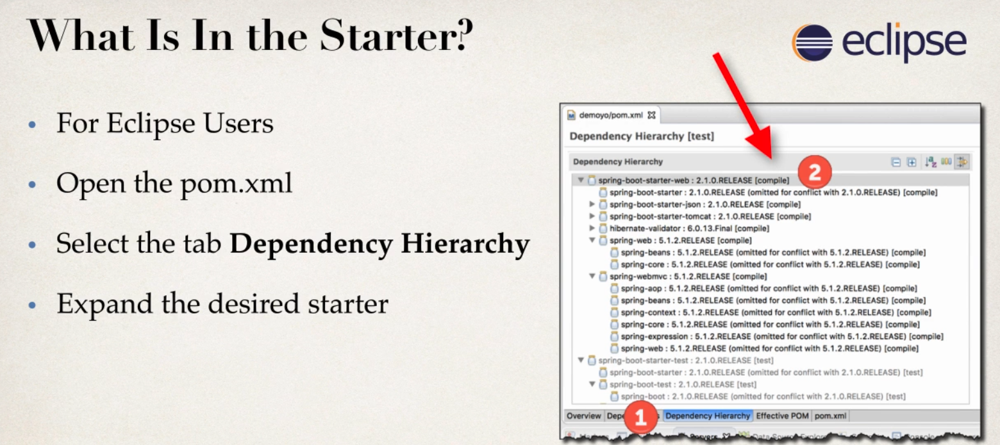 What Is In the Starter?
eclipse
• For Eclipse Users
• Open the pom.xml
• Select the tab Dependency Hierarchy
• Expand the desired starter
demoyo/pom.xml
Dependency Hierarchy [test]
Dependency Hierarchy
2
spring-boot-starter-web : 2.1.0.RELEASE [compile]
spring-boot-starter : 2.1.0.RELEASE (omitted for conflict with 2.1.0.RELEASE) [compile]
spring-boot-starter-json : 2.1.0.RELEASE [compile]
spring-boot-starter-tomcat : 2.1.0.RELEASE [compile]
hibernate-validator : 6.0.13.Final [compile]
spring-web : 5.1.2.RELEASE [compile]
spring-beans : 5.1.2.RELEASE (omitted for conflict with 5.1.2.RELEASE) [compile]
spring-core : 5.1.2.RELEASE (omitted for conflict with 5.1.2.RELEASE) [compile]
spring-webmvc : 5.1.2.RELEASE [compile]
spring-aop : 5.1.2.RELEASE (omitted for conflict with 5.1.2.RELEASE) [compile]
spring-beans : 5.1.2.RELEASE (omitted for conflict with 5.1.2.RELEASE) [compile]
spring-context : 5.1.2.RELEASE (omitted for conflict with 5.1.2.RELEASE) [compile]
spring-core : 5.1.2.RELEASE (omitted for conflict with 5.1.2.RELEASE) [compile]
spring-expression : 5.1.2.RELEASE (omitted for conflict with 5.1.2.RELEASE) [compile]
spring-web : 5.1.2.RELEASE (omitted for conflict with 5.1.2.RELEASE) [compile]
spring-boot-starter-test : 2.1.0.RELEASE [test]
spring-boot-starter : 2.1.0.RELEASE (omitted for conflict with 2.1.0.RELEASE) [test]
spring-boot-test : 2.1.0.RELEASE [test]
spring-boot : 2.1.0.RELEASE (omitted for conflict with 2.1.0.RELEASE) [test]
Overview Depe 1 s Dependency Hierarchy Effective POM pom.xml